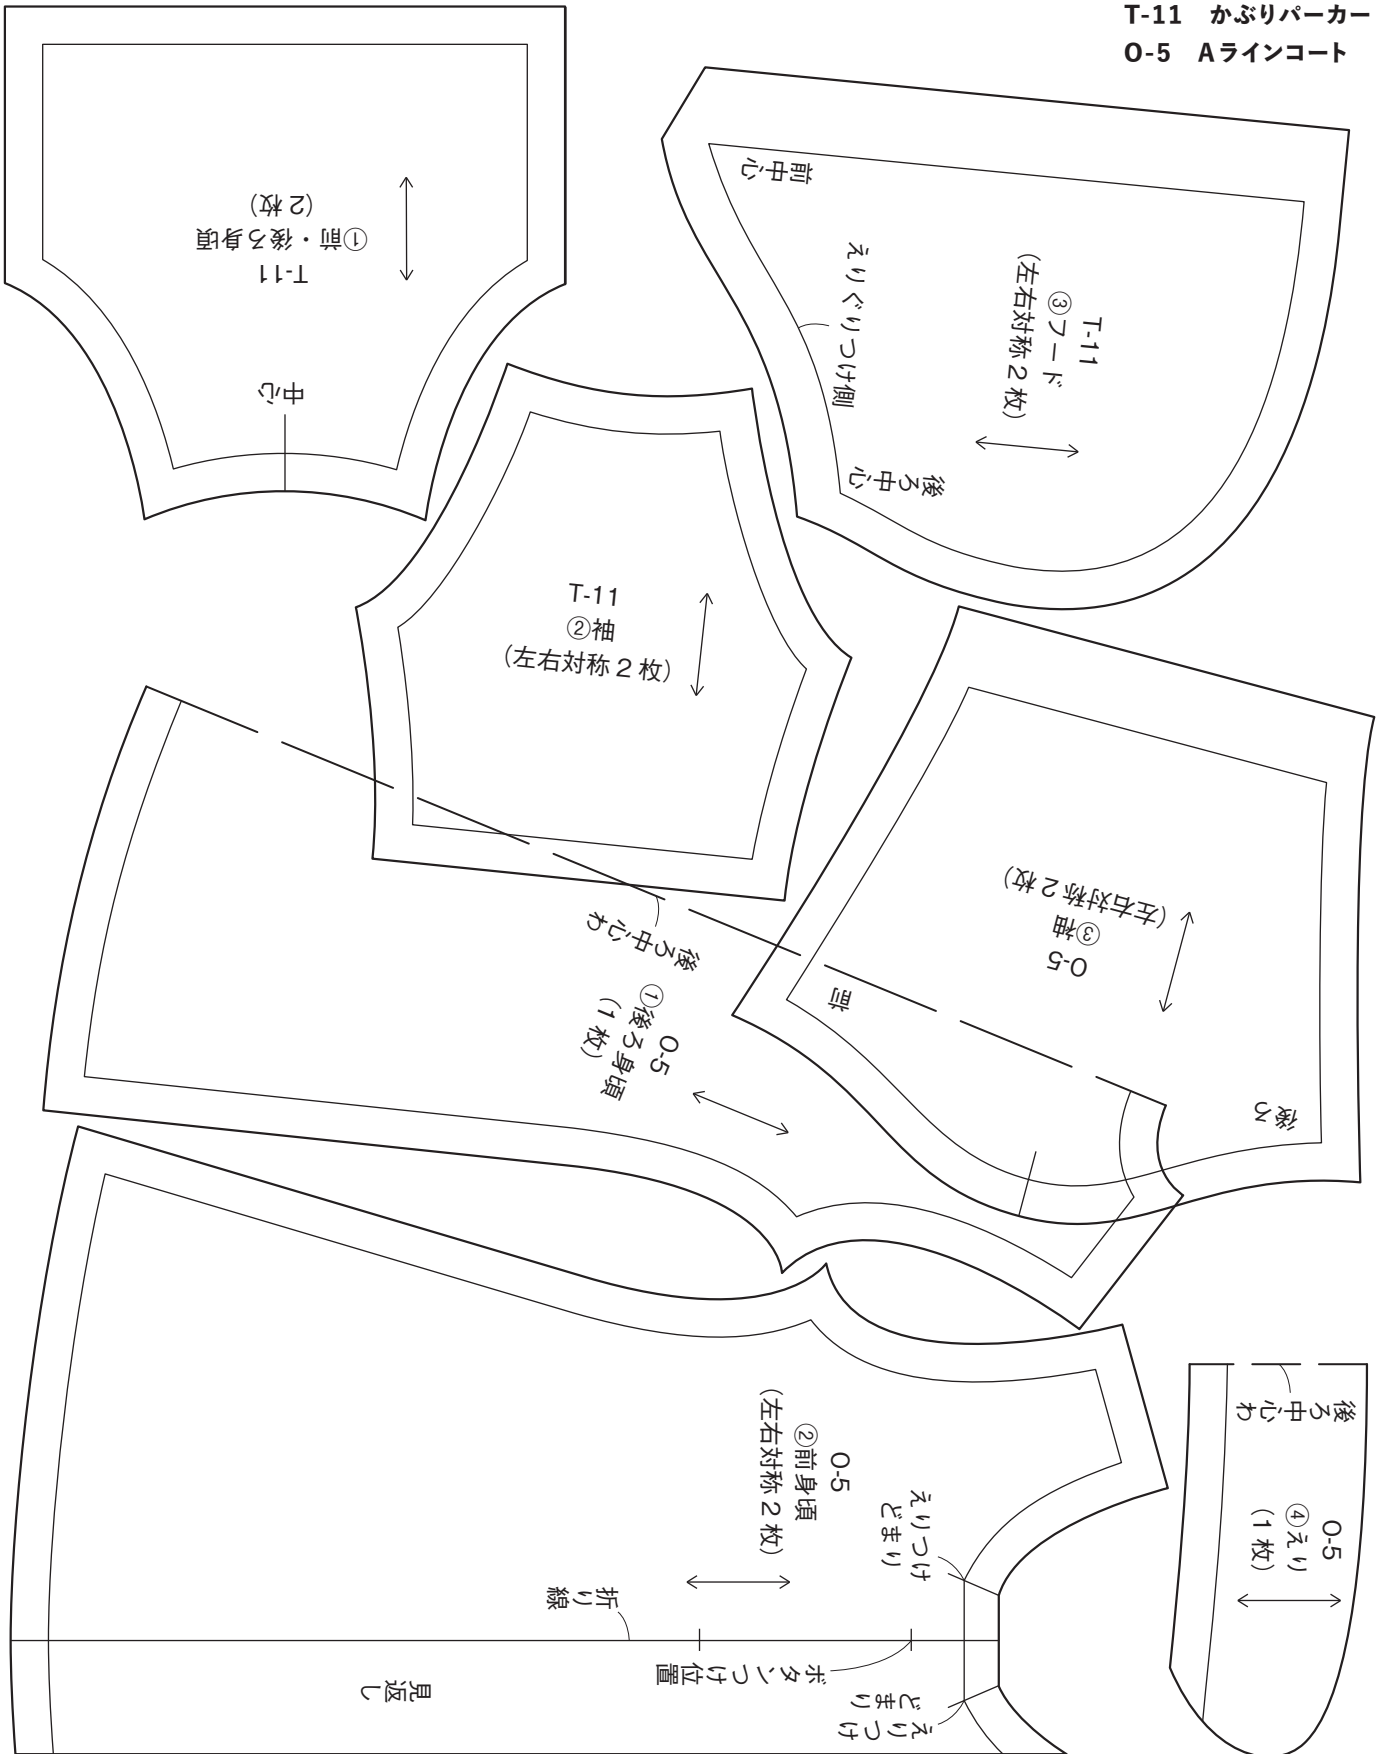 T-11 かぶりパーカー
O-5 Aラインコート
T-11
①前・後ろ身頃
(2枚)
中心
前中心
えりぐりつけ側
後ろ中心
T-11
③フード
(左右対称2枚)
T-11
②袖
(左右対称2枚)
O-5
③袖
(左右対称2枚)
前
後ろ
後ろ中心わ
O-5
①後ろ身頃
(1枚)
O-5
②前身頃
(左右対称2枚)
えりつけ
どまり
折り
線
ボタンつけ位置
見返
し
えりつけ
どまり
後ろ中心わ
O-5
④えり
(1枚)